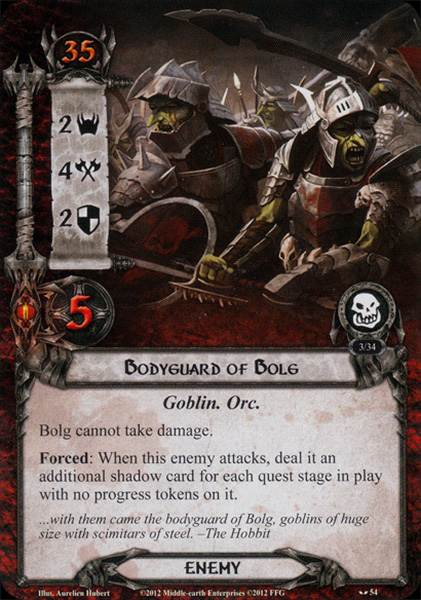 35
2
4
2
5
3/34
Bodyguard of Bolg
Goblin. Orc.
Bolg cannot take damage.
Forced: When this enemy attacks, deal it an
additional shadow card for each quest stage in play
with no progress tokens on it.
...with them came the bodyguard of Bolg, goblins of huge
size with scimitars of steel. –The Hobbit
ENEMY
Illus. Aurelien Hubert ©2012 Middle-earth Enterprises ©2012 FFG 54